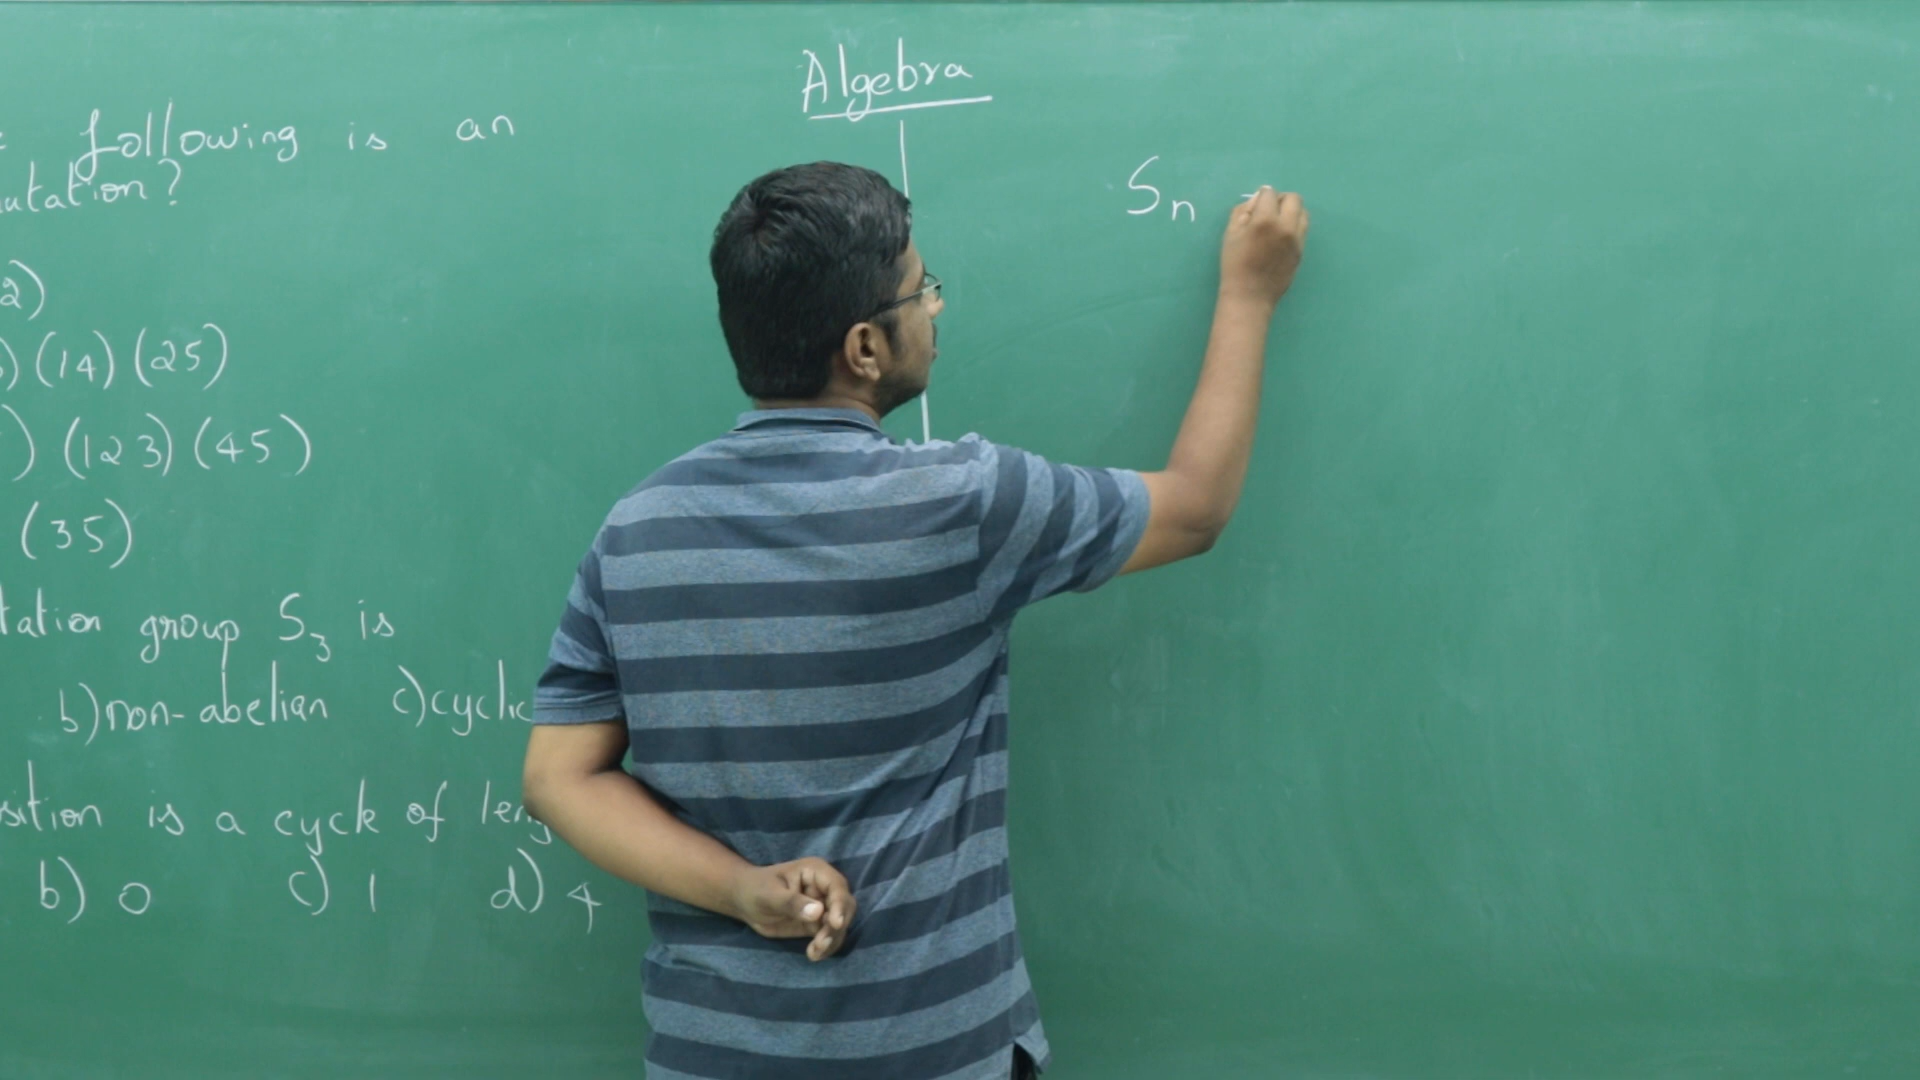 Algebra
following is an
utation?
2)
) (14) (25)
) (123) (45)
(35)
tation group S₃ is
b) non-abelian c) cyclic
sition is a cycle of leng
b) 0 c) 1 d) 4
Sₙ